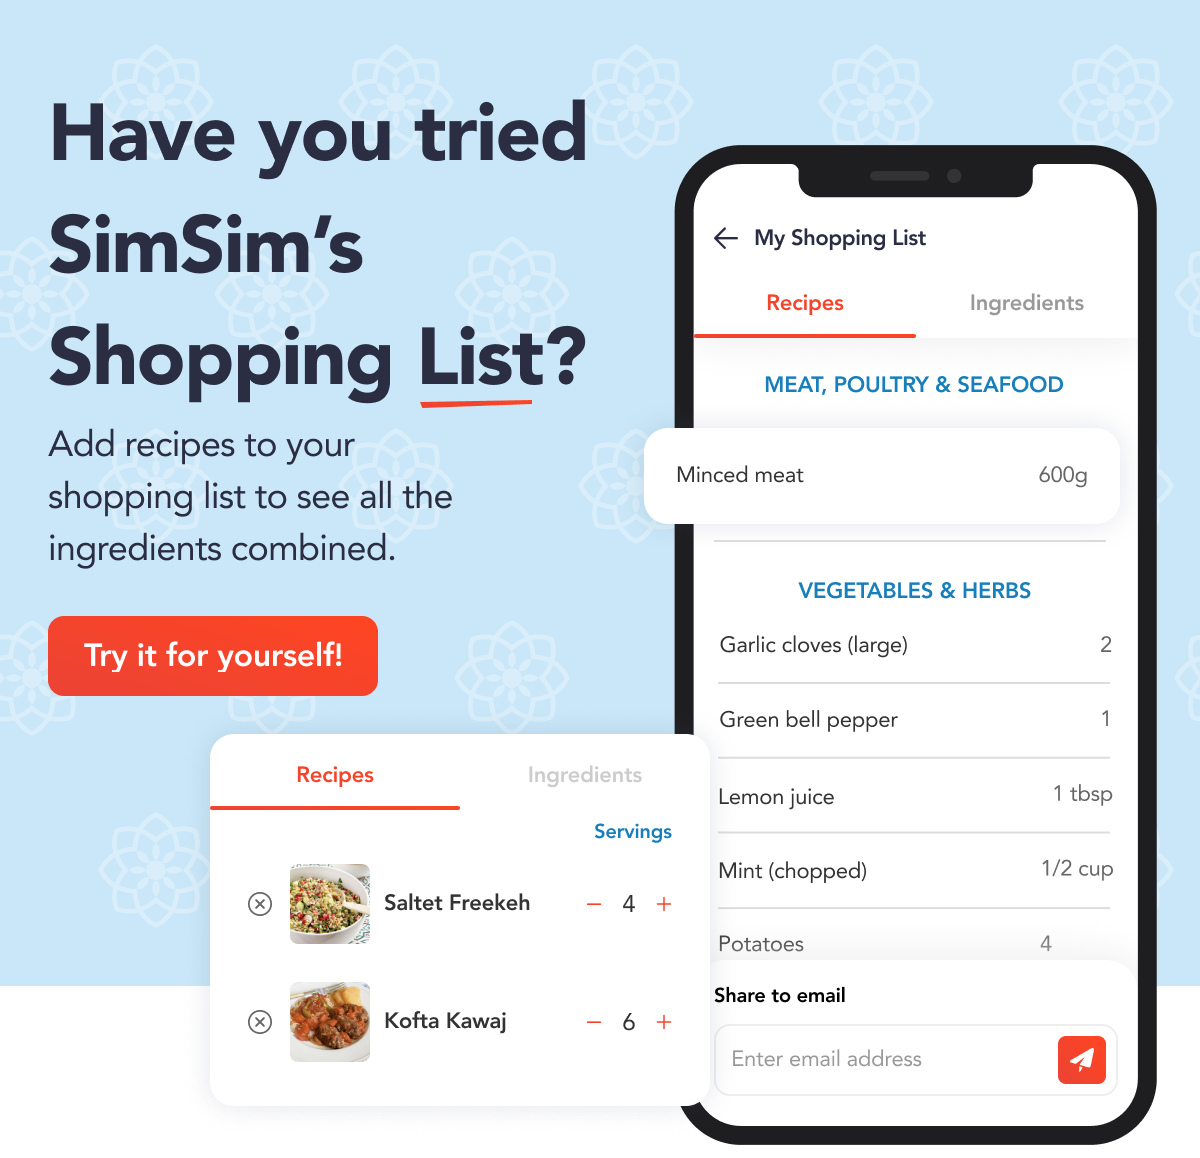 Have you tried
SimSim's
Shopping List?
Add recipes to your
shopping list to see all the
ingredients combined.
Try it for yourself!
My Shopping List
Recipes Ingredients
MEAT, POULTRY & SEAFOOD
Minced meat 600g
VEGETABLES & HERBS
Garlic cloves (large) 2
Green bell pepper 1
Lemon juice 1 tbsp
Mint (chopped) 1/2 cup
Potatoes 4
Share to email
Enter email address
Recipes Ingredients
Servings
Saltet Freekeh − 4 +
Kofta Kawaj − 6 +